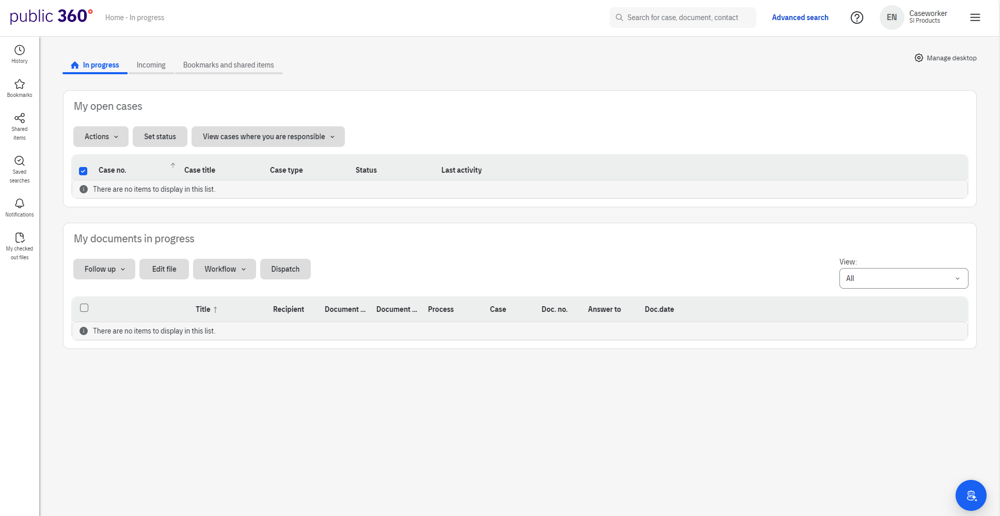 public 360°
Home - In progress
Search for case, document, contact
Advanced search
EN
Caseworker
SI Products
History
Bookmarks
Shared
items
Saved
searches
Notifications
My checked
out files
In progress
Incoming
Bookmarks and shared items
Manage desktop
My open cases
Actions
Set status
View cases where you are responsible
Case no. ↑ Case title Case type Status Last activity
There are no items to display in this list.
My documents in progress
Follow up
Edit file
Workflow
Dispatch
View:
All
Title ↑ Recipient Document ... Document ... Process Case Doc. no. Answer to Doc.date
There are no items to display in this list.